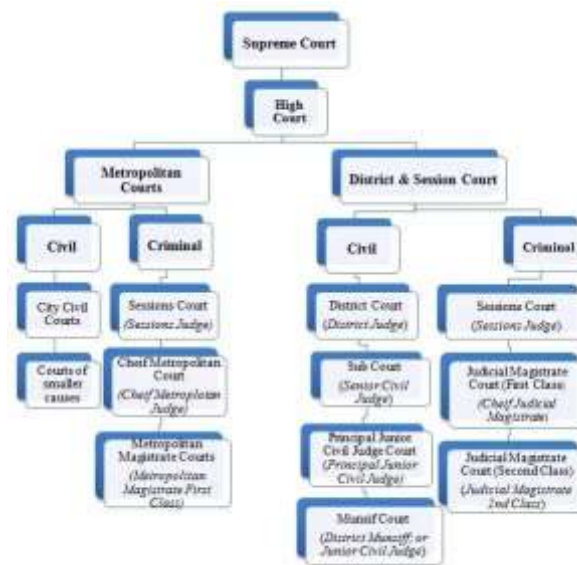 Supreme Court
High
Court
Metropolitan
Courts
District & Session Court
Civil
Criminal
Civil
Criminal
City Civil
Courts
Sessions Court
(Sessions Judge)
District Court
(District Judge)
Sessions Court
(Sessions Judge)
Courts of
smaller
causes
Cheif Metropolitan
Court
(Cheif Metroplotan
Judge)
Sub Court
(Senior Civil
Judge)
Judicial Magistrate
Court (First Class)
(Cheif Judicial
Magistrate)
Metropolitan
Magistrate Courts
(Metropolitan
Magistrate First
Class)
Principal Junior
Civil Judge Court
(Principal Junior
Civil Judge)
Judicial Magistrate
Court (Second Class)
(Judicial Magistrate
2nd Class)
Munsif Court
(District Munsiff, or
Junior Civil Judge)